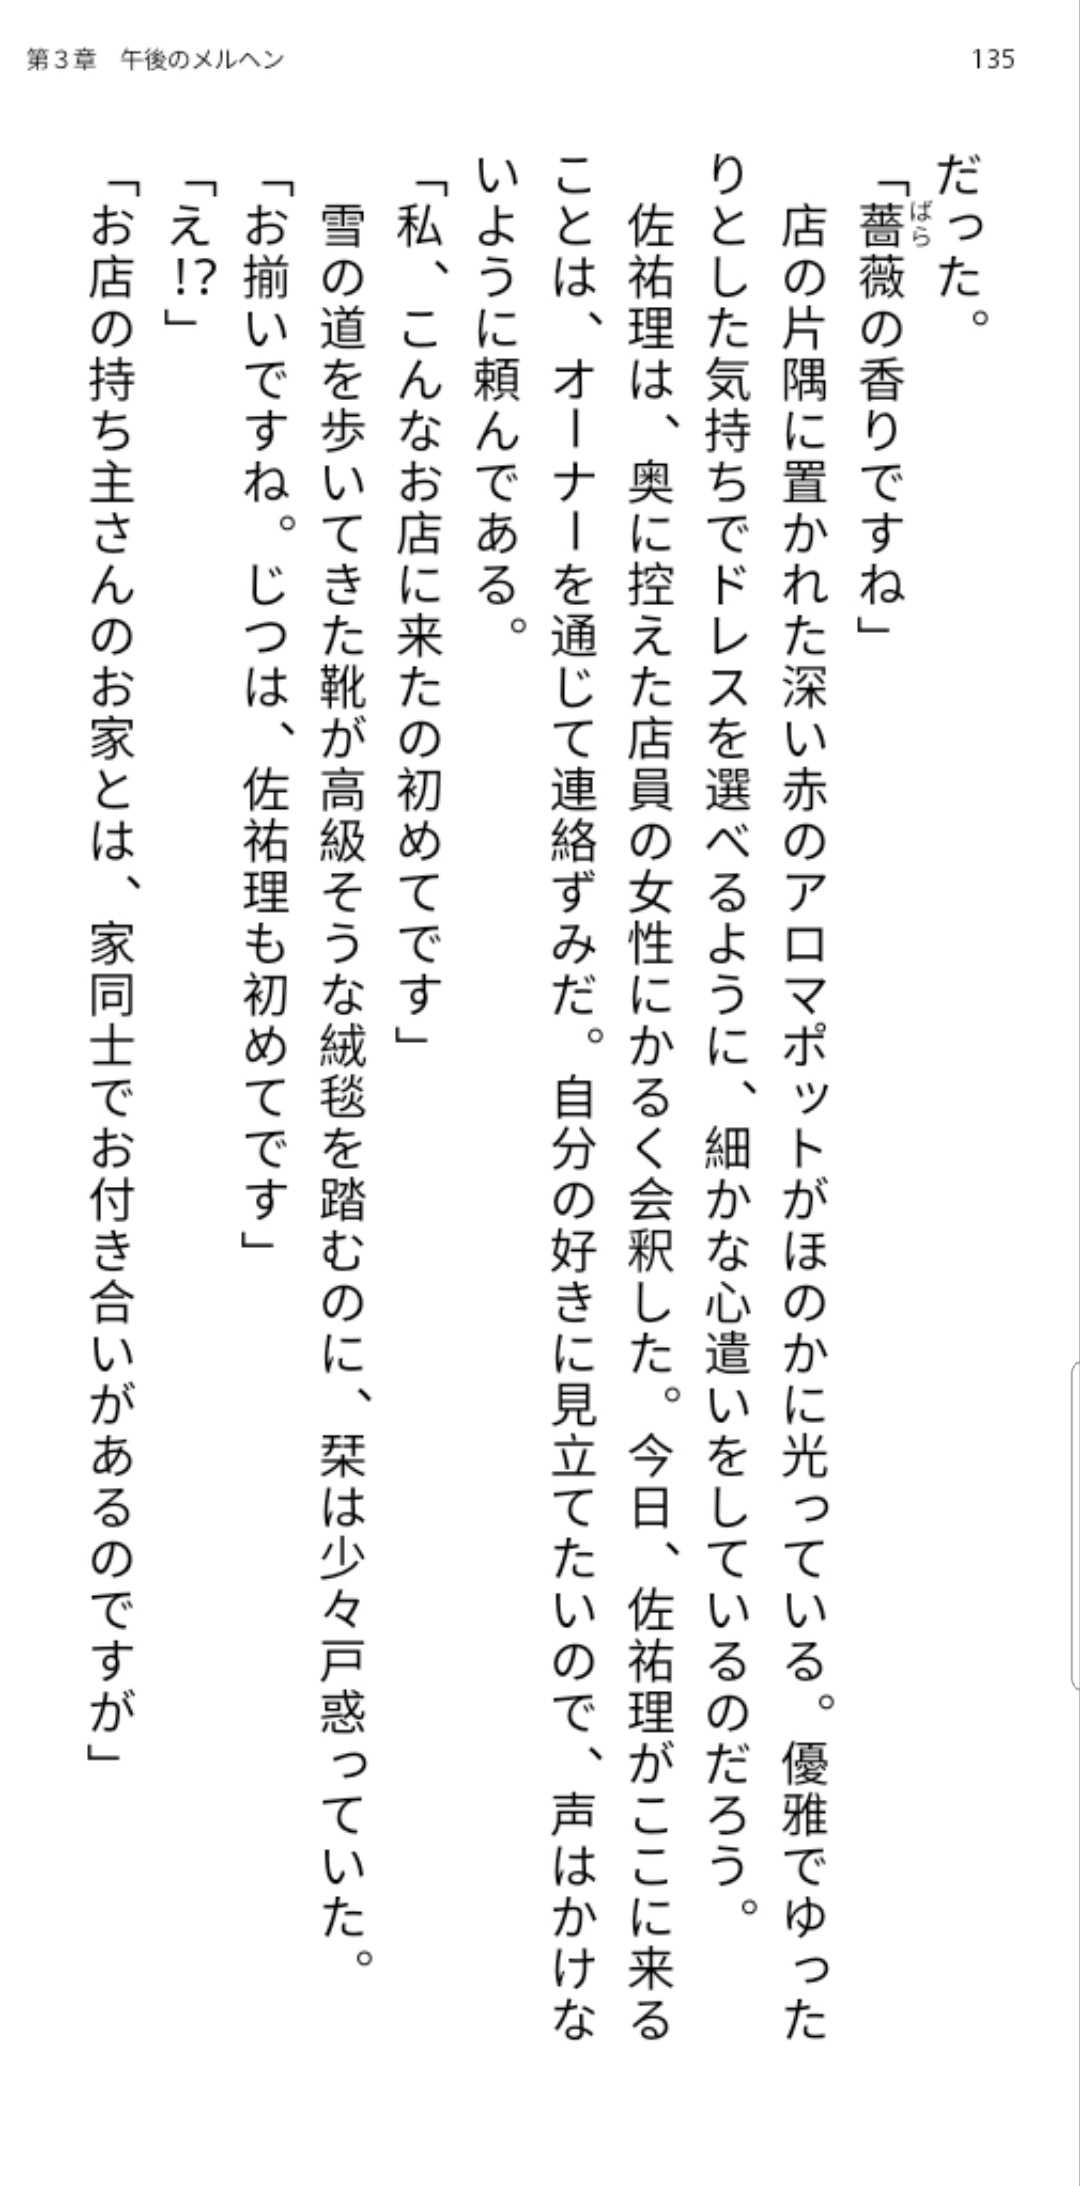 第3章　午後のメルヘン
135
だった。
「薔薇の香りですね」
ばら
　店の片隅に置かれた深い赤のアロマポットがほのかに光っている。優雅でゆった
りとした気持ちでドレスを選べるように、細かな心遣いをしているのだろう。
　佐祐理は、奥に控えた店員の女性にかるく会釈した。今日、佐祐理がここに来る
ことは、オーナーを通じて連絡ずみだ。自分の好きに見立てたいので、声はかけな
いように頼んである。
「私、こんなお店に来たの初めてです」
　雪の道を歩いてきた靴が高級そうな絨毯を踏むのに、栞は少々戸惑っていた。
「お揃いですね。じつは、佐祐理も初めてです」
「え!?」
「お店の持ち主さんのお家とは、家同士でお付き合いがあるのですが」